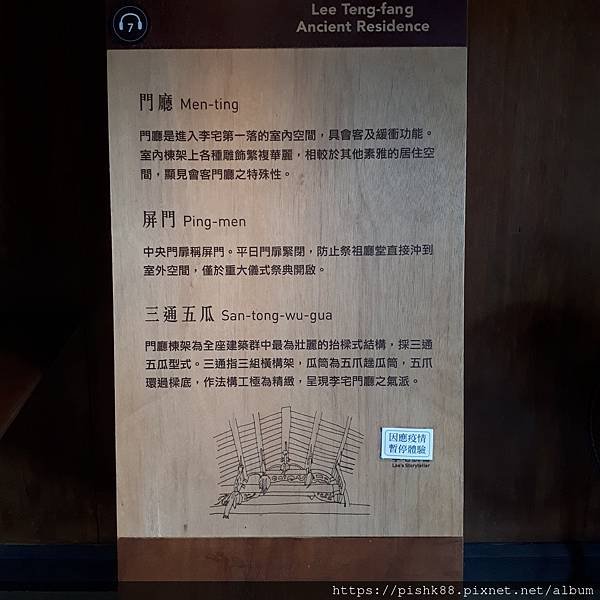 7
Lee Teng-fang
Ancient Residence
門廳 Men-ting
門廳是進入李宅第一落的室內空間，具會客及緩衝功能。
室內棟架上各種雕飾繁複華麗，相較於其他素雅的居住空
間，顯見會客門廳之特殊性。
屏門 Ping-men
中央門扉稱屏門。平日門扉緊閉，防止祭祖廳堂直接沖到
室外空間，僅於重大儀式祭典開啟。
三通五瓜 San-tong-wu-gua
門廳棟架為全座建築群中最為壯麗的抬樑式結構，採三通
五瓜型式。三通指三組橫構架，瓜筒為五爪趖瓜筒，五爪
環過樑底，作法構工極為精緻，呈現李宅門廳之氣派。
因應疫情
暫停體驗
Lee's Storyteller
https://pishk88.pixnet.net/album